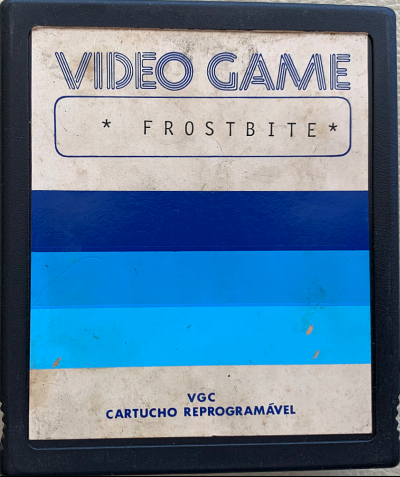 VIDEO GAME
* FROSTBITE *
VGC
CARTUCHO REPROGRAMÁVEL